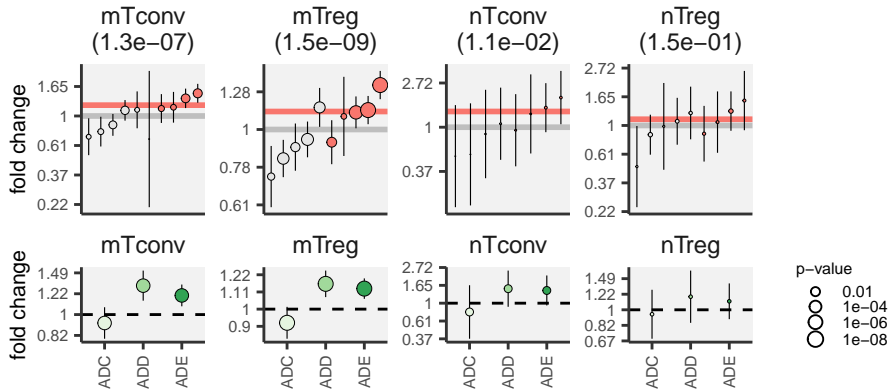 mTconv
(1.3e−07)
mTreg
(1.5e−09)
nTconv
(1.1e−02)
nTreg
(1.5e−01)
fold change
1.65
1
0.61
0.37
0.22
1.28
1
0.78
0.61
2.72
1
0.37
2.72
1.65
1
0.61
0.37
0.22
mTconv
mTreg
nTconv
nTreg
fold change
1.49
1.22
1
0.82
1.22
1.11
1
0.9
2.72
1.65
1
0.61
0.37
1.49
1.22
1
0.82
0.67
ADC
ADD
ADE
ADC
ADD
ADE
ADC
ADD
ADE
ADC
ADD
ADE
p−value
0.01
1e−04
1e−06
1e−08